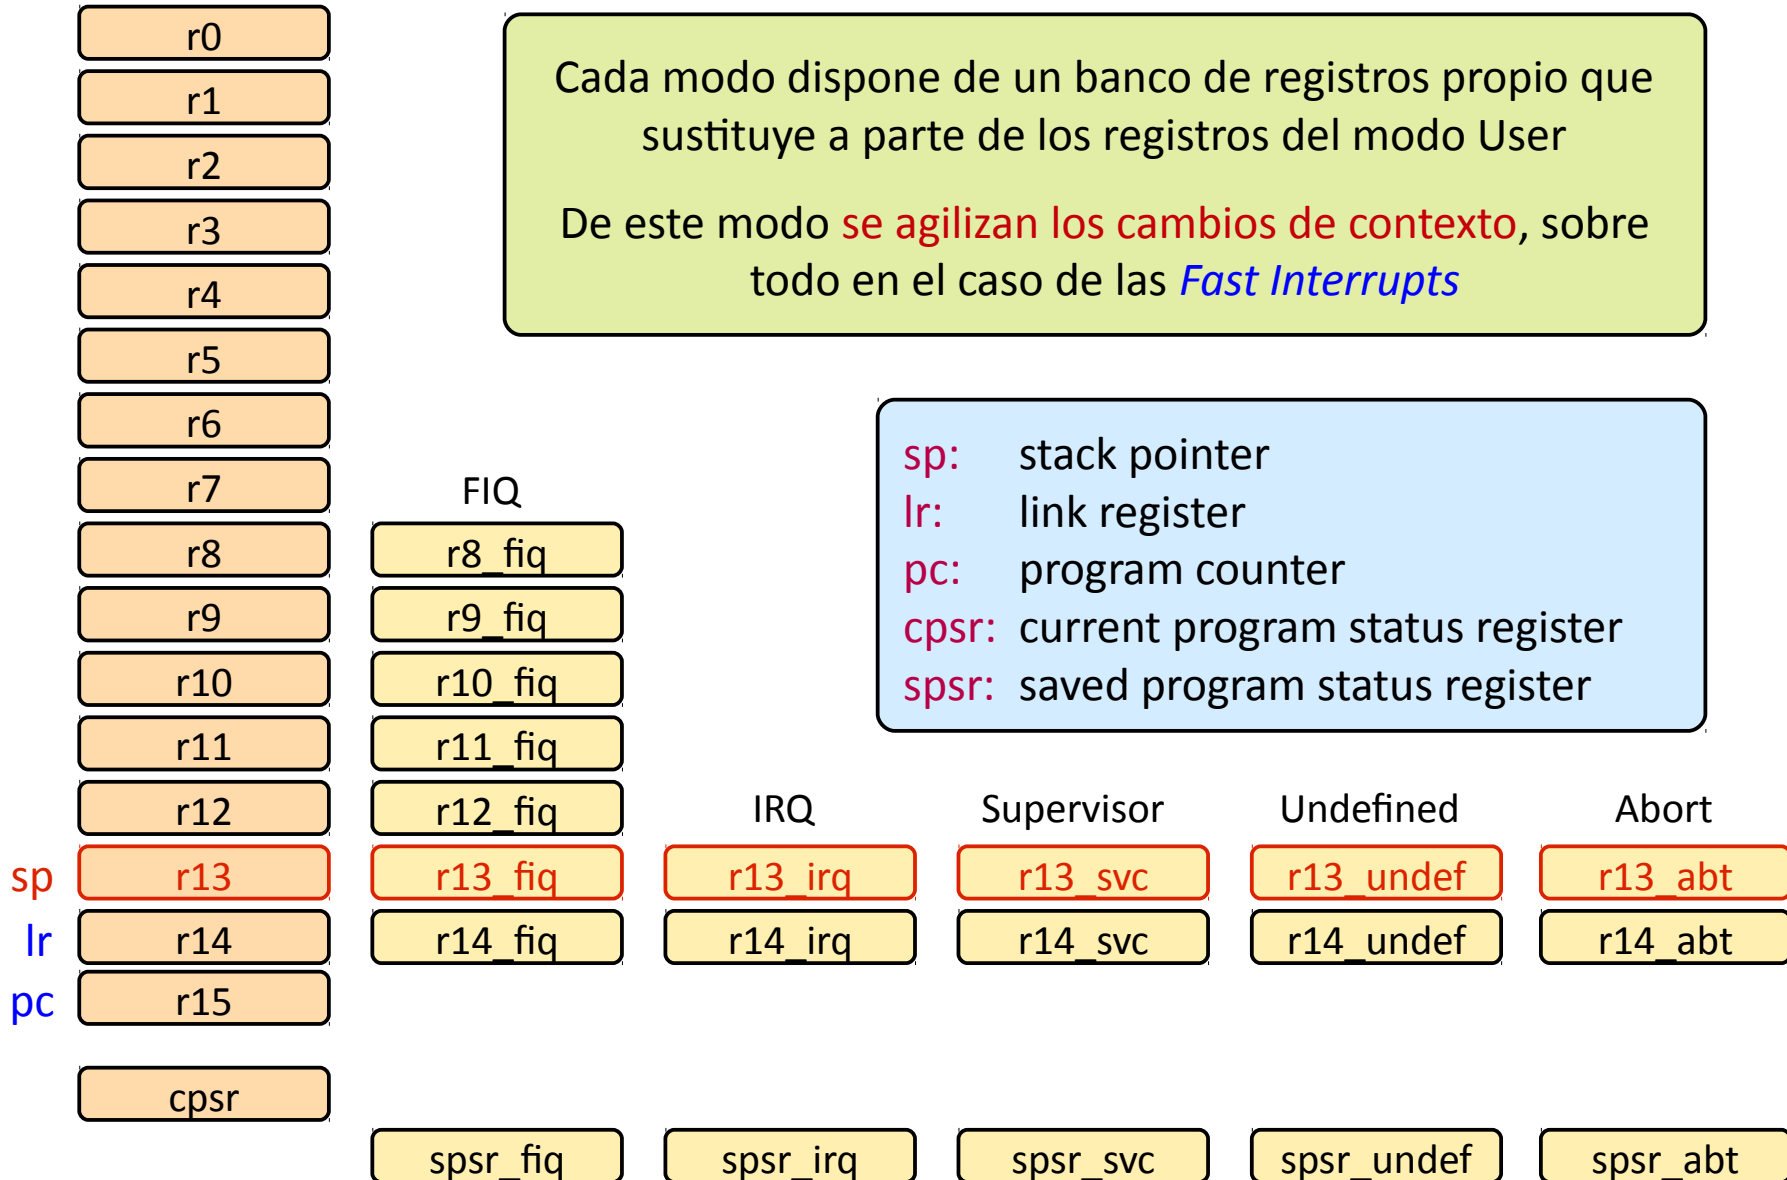 r0
r1
r2
r3
r4
r5
r6
r7
Cada modo dispone de un banco de registros propio que
sustituye a parte de los registros del modo User
De este modo se agilizan los cambios de contexto, sobre
todo en el caso de las Fast Interrupts
sp: stack pointer
lr: link register
pc: program counter
cpsr: current program status register
spsr: saved program status register
FIQ
r8 r8_fiq
r9 r9_fiq
r10 r10_fiq
r11 r11_fiq
r12 r12_fiq IRQ Supervisor Undefined Abort
sp r13 r13_fiq r13_irq r13_svc r13_undef r13_abt
lr r14 r14_fiq r14_irq r14_svc r14_undef r14_abt
pc r15
cpsr
spsr_fiq spsr_irq spsr_svc spsr_undef spsr_abt